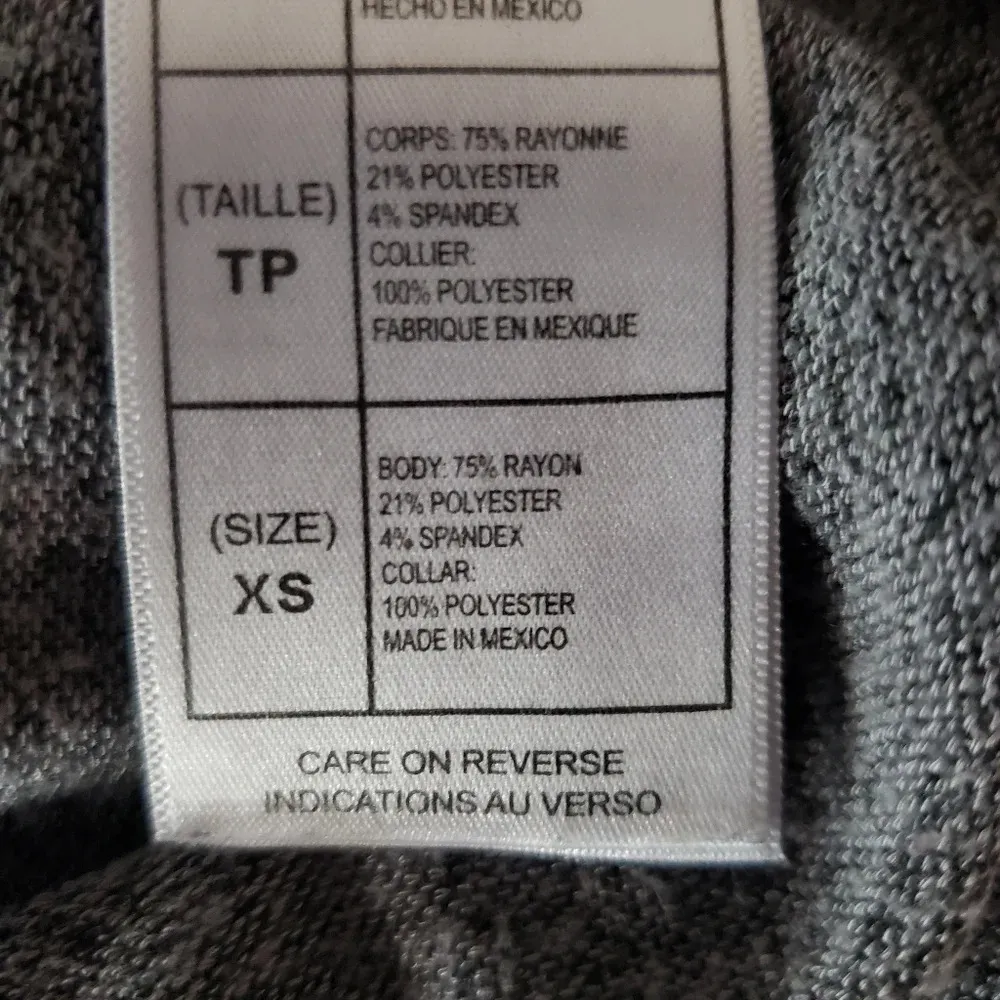 HECHO EN MEXICO
(TAILLE)
TP
CORPS: 75% RAYONNE
21% POLYESTER
4% SPANDEX
COLLIER:
100% POLYESTER
FABRIQUE EN MEXIQUE
(SIZE)
XS
BODY: 75% RAYON
21% POLYESTER
4% SPANDEX
COLLAR:
100% POLYESTER
MADE IN MEXICO
CARE ON REVERSE
INDICATIONS AU VERSO